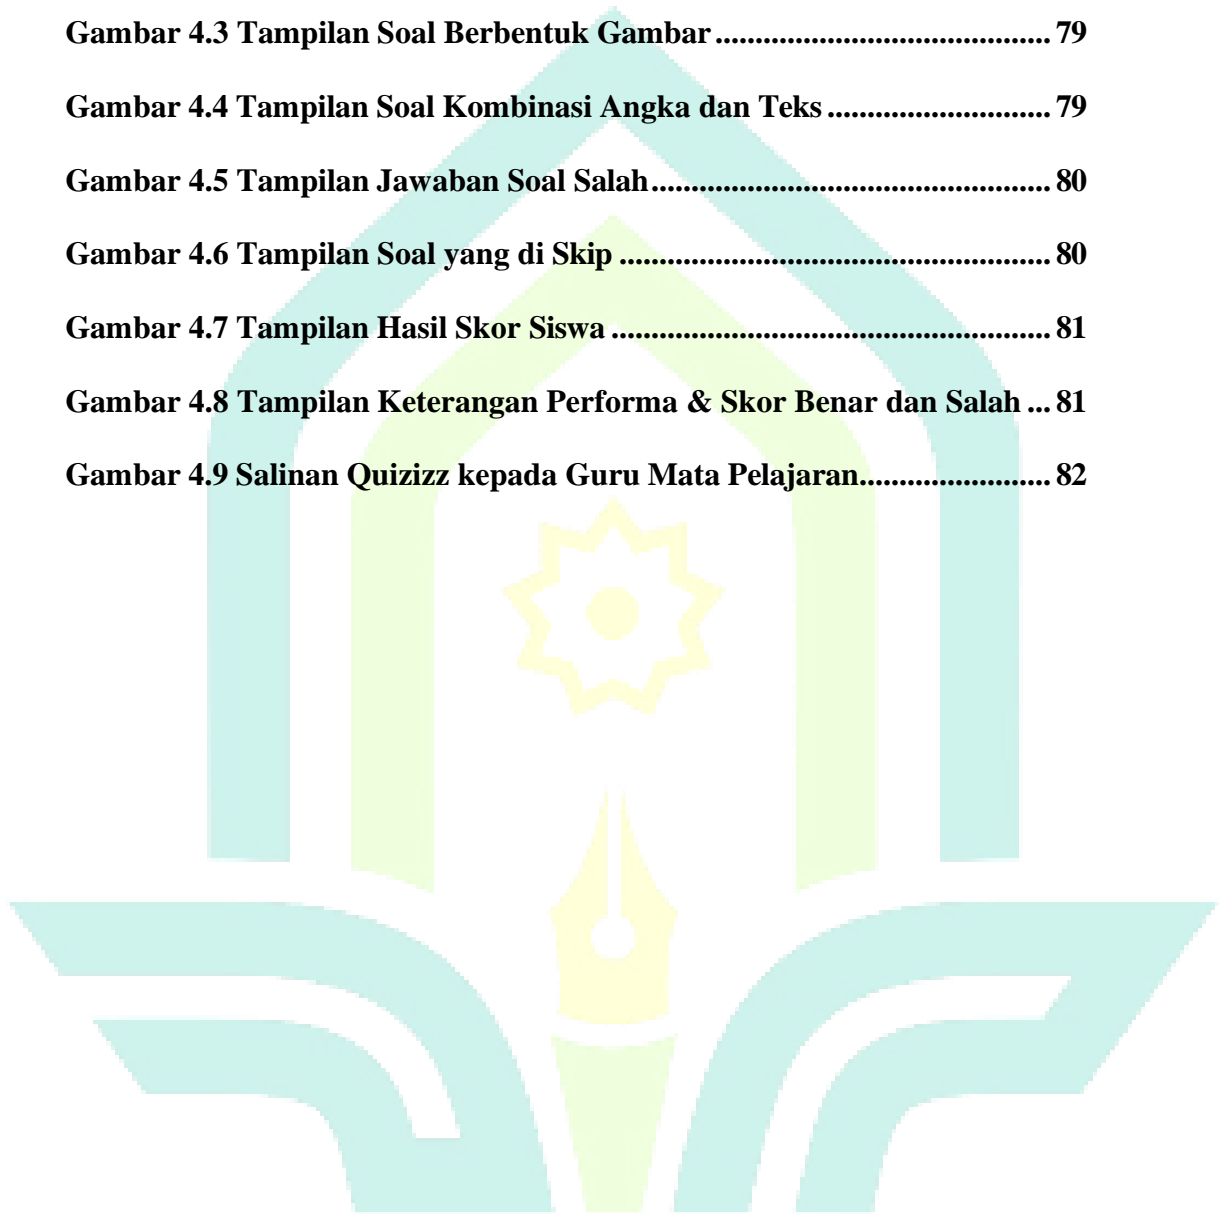 Gambar 4.3 Tampilan Soal Berbentuk Gambar ........................................... 79
Gambar 4.4 Tampilan Soal Kombinasi Angka dan Teks ............................ 79
Gambar 4.5 Tampilan Jawaban Soal Salah................................................... 80
Gambar 4.6 Tampilan Soal yang di Skip ....................................................... 80
Gambar 4.7 Tampilan Hasil Skor Siswa ........................................................ 81
Gambar 4.8 Tampilan Keterangan Performa & Skor Benar dan Salah ... 81
Gambar 4.9 Salinan Quizizz kepada Guru Mata Pelajaran........................ 82